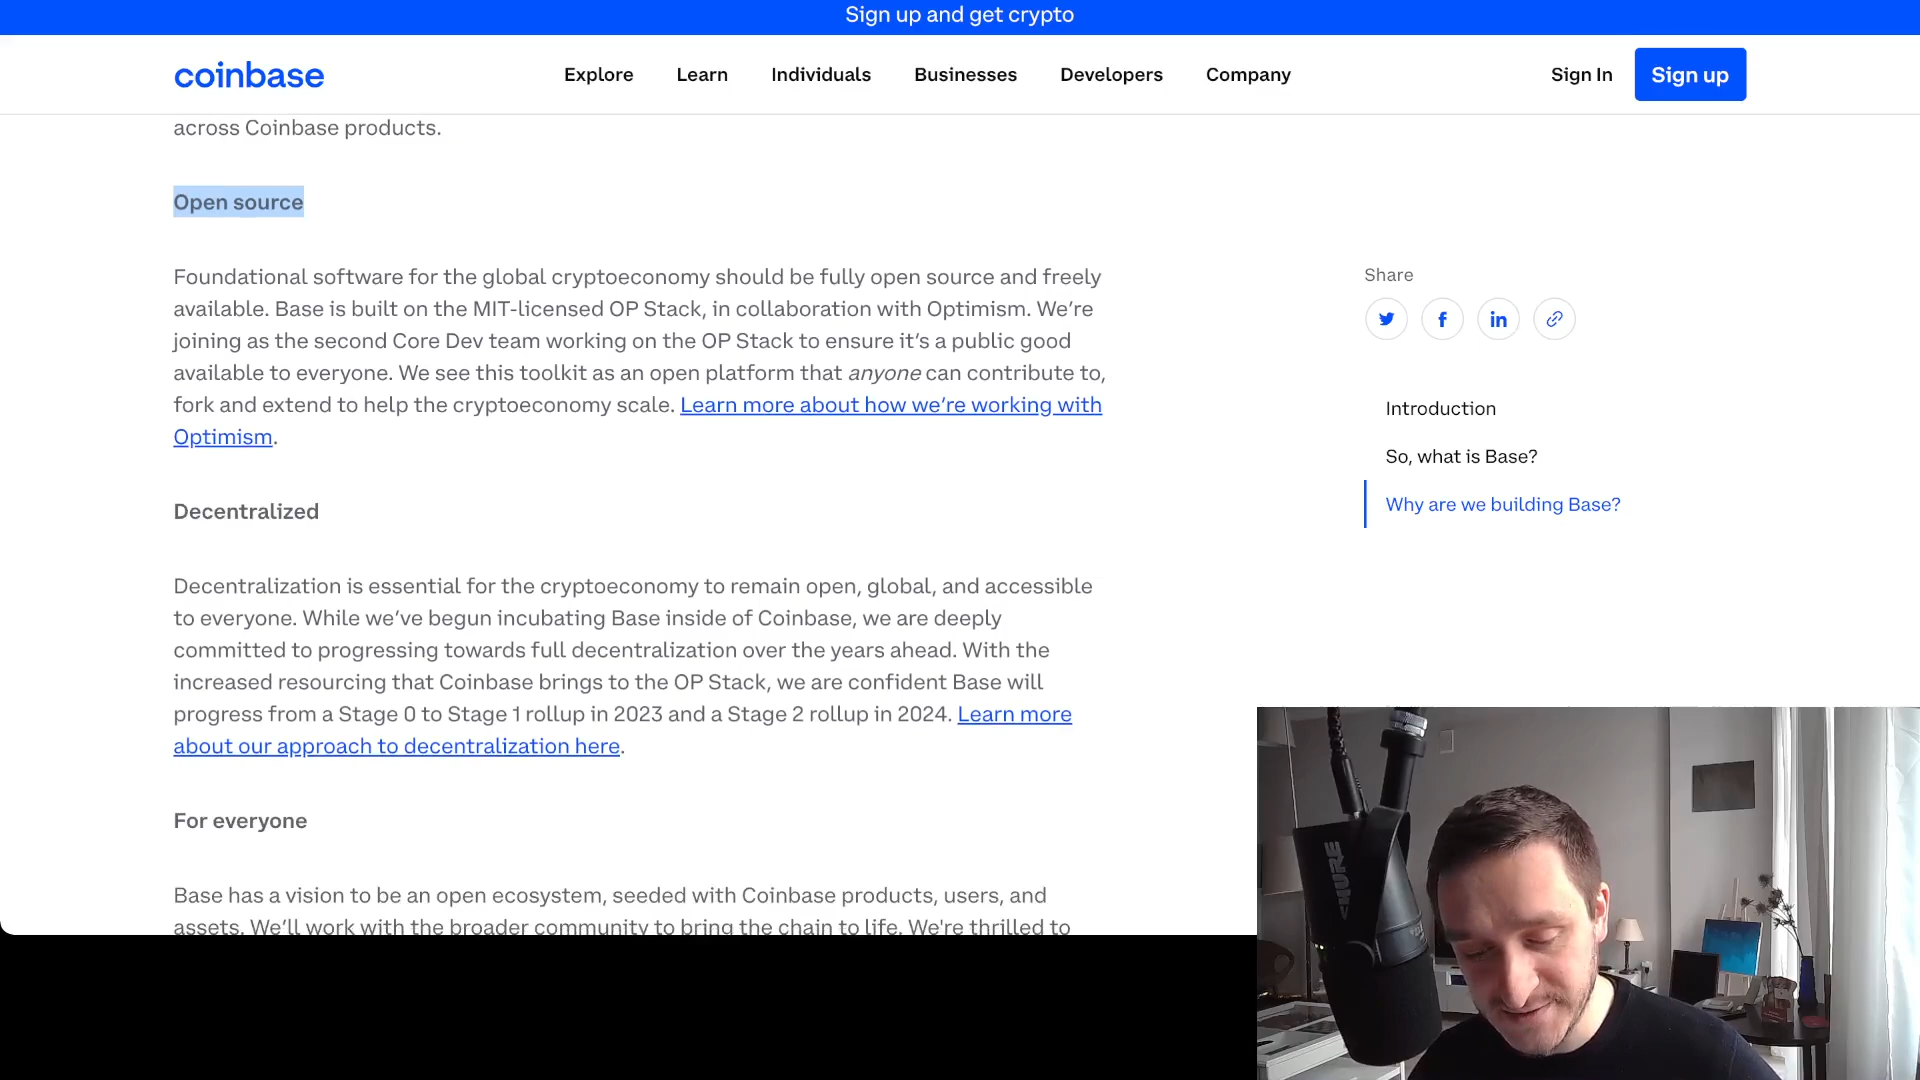 Sign up and get crypto
coinbase
Explore
Learn
Individuals
Businesses
Developers
Company
Sign In
Sign up
across Coinbase products.
Open source
Foundational software for the global cryptoeconomy should be fully open source and freely
available. Base is built on the MIT-licensed OP Stack, in collaboration with Optimism. We’re
joining as the second Core Dev team working on the OP Stack to ensure it’s a public good
available to everyone. We see this toolkit as an open platform that anyone can contribute to,
fork and extend to help the cryptoeconomy scale. Learn more about how we’re working with
Optimism.
Decentralized
Decentralization is essential for the cryptoeconomy to remain open, global, and accessible
to everyone. While we’ve begun incubating Base inside of Coinbase, we are deeply
committed to progressing towards full decentralization over the years ahead. With the
increased resourcing that Coinbase brings to the OP Stack, we are confident Base will
progress from a Stage 0 to Stage 1 rollup in 2023 and a Stage 2 rollup in 2024. Learn more
about our approach to decentralization here.
For everyone
Base has a vision to be an open ecosystem, seeded with Coinbase products, users, and
assets. We’ll work with the broader community to bring the chain to life. We're thrilled to
Share
Introduction
So, what is Base?
Why are we building Base?
SHURE